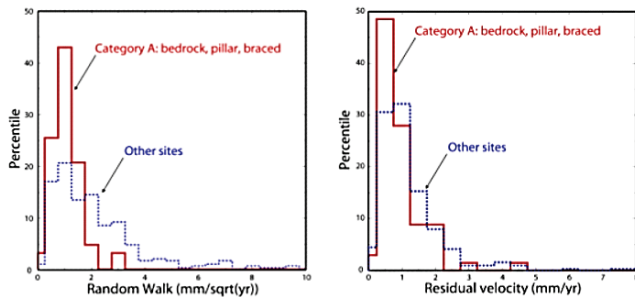 50
40
30
20
10
0
Percentile
Category A: bedrock, pillar, braced
Other sites
0 2 4 6 8 10
Random Walk (mm/sqrt(yr))
50
40
30
20
10
0
Percentile
Category A: bedrock, pillar, braced
Other sites
0 1 2 3 4 5 6 7
Residual velocity (mm/yr)